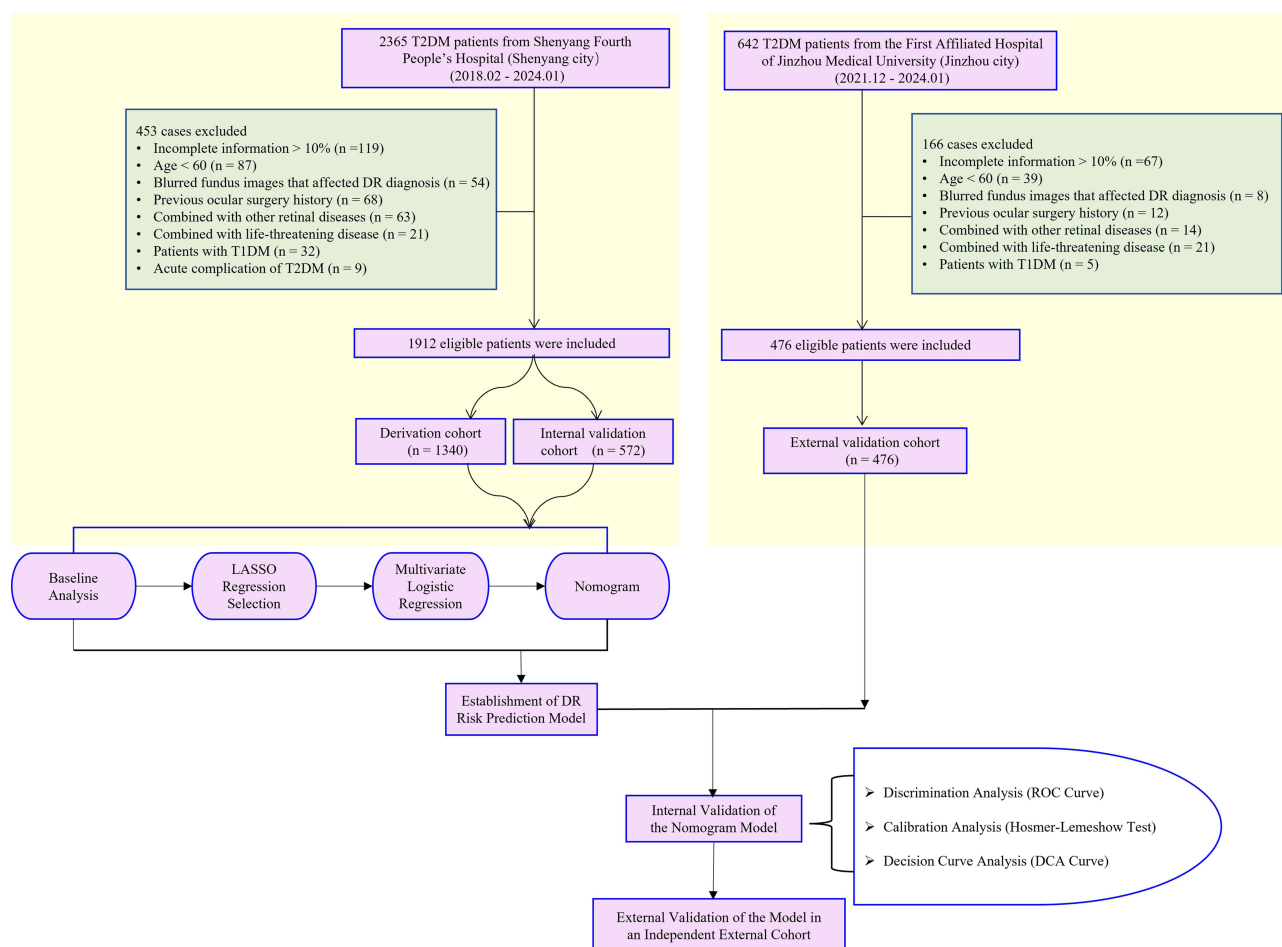 2365 T2DM patients from Shenyang Fourth
People's Hospital (Shenyang city)
(2018.02 - 2024.01)
453 cases excluded
• Incomplete information > 10% (n =119)
• Age < 60 (n = 87)
• Blurred fundus images that affected DR diagnosis (n = 54)
• Previous ocular surgery history (n = 68)
• Combined with other retinal diseases (n = 63)
• Combined with life-threatening disease (n = 21)
• Patients with T1DM (n = 32)
• Acute complication of T2DM (n = 9)
1912 eligible patients were included
Derivation cohort
(n = 1340)
Internal validation
cohort (n = 572)
642 T2DM patients from the First Affiliated Hospital
of Jinzhou Medical University (Jinzhou city)
(2021.12 - 2024.01)
166 cases excluded
• Incomplete information > 10% (n =67)
• Age < 60 (n = 39)
• Blurred fundus images that affected DR diagnosis (n = 8)
• Previous ocular surgery history (n = 12)
• Combined with other retinal diseases (n = 14)
• Combined with life-threatening disease (n = 21)
• Patients with T1DM (n = 5)
476 eligible patients were included
External validation cohort
(n = 476)
Baseline
Analysis
LASSO
Regression
Selection
Multivariate
Logistic
Regression
Nomogram
Establishment of DR
Risk Prediction Model
Internal Validation of
the Nomogram Model
➢ Discrimination Analysis (ROC Curve)
➢ Calibration Analysis (Hosmer-Lemeshow Test)
➢ Decision Curve Analysis (DCA Curve)
External Validation of the Model in
an Independent External Cohort